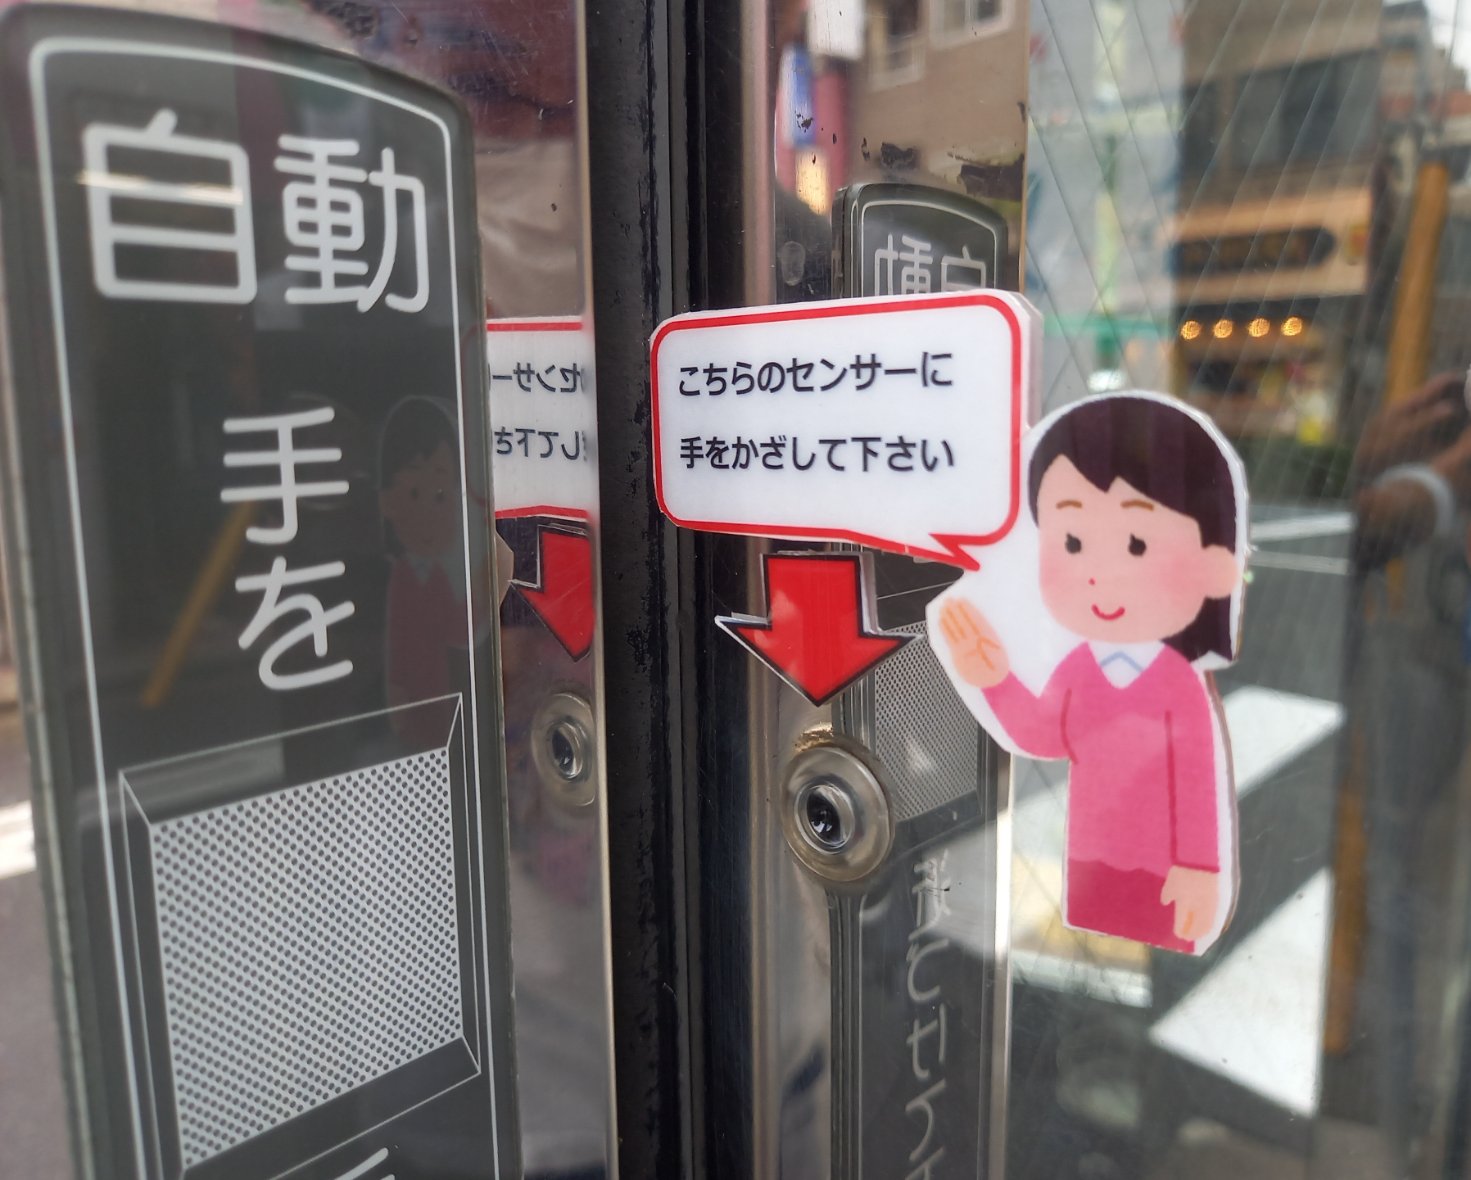 自動
手を
こちらのセンサーに
手をかざして下さい